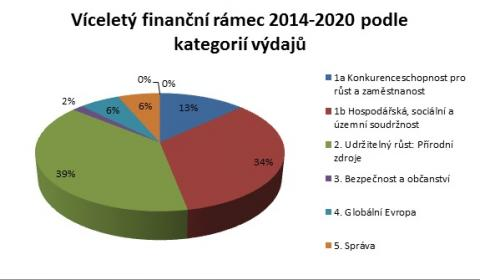 Víceletý finanční rámec 2014-2020 podle
kategorií výdajů
0%
0%
13%
34%
39%
2%
6%
6%
1a Konkurenceschopnost pro
růst a zaměstnanost
1b Hospodářská, sociální a
územní soudržnost
2. Udržitelný růst: Přírodní
zdroje
3. Bezpečnost a občanství
4. Globální Evropa
5. Správa